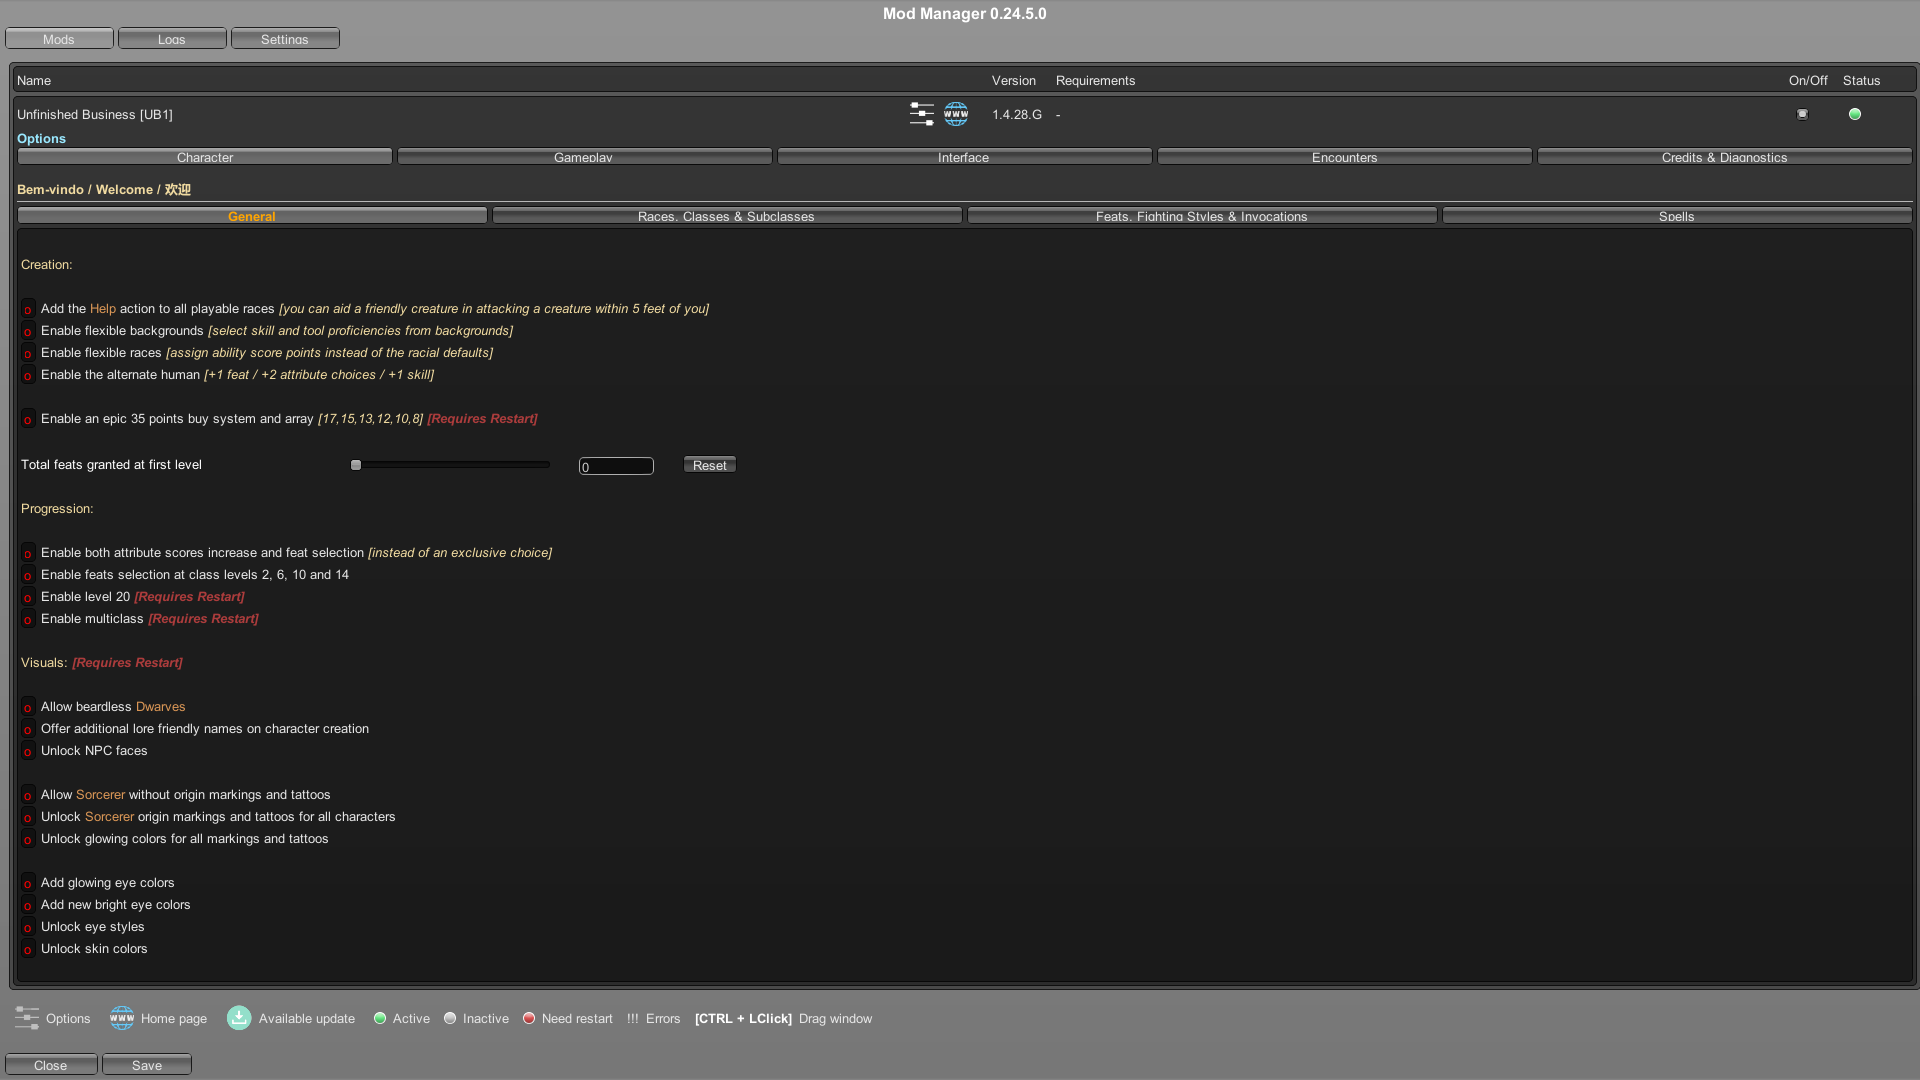 Mod Manager 0.24.5.0
Mods Logs Settings
Name Version Requirements On/Off Status
Unfinished Business [UB1] www 1.4.28.G - 
Options
Character Gameplay Interface Encounters Credits & Diagnostics
Bem-vindo / Welcome / 欢迎
General Races, Classes & Subclasses Feats, Fighting Styles & Invocations Spells
Creation:
o Add the Help action to all playable races [you can aid a friendly creature in attacking a creature within 5 feet of you]
o Enable flexible backgrounds [select skill and tool proficiencies from backgrounds]
o Enable flexible races [assign ability score points instead of the racial defaults]
o Enable the alternate human [+1 feat / +2 attribute choices / +1 skill]
o Enable an epic 35 points buy system and array [17,15,13,12,10,8] [Requires Restart]
Total feats granted at first level 0 Reset
Progression:
o Enable both attribute scores increase and feat selection [instead of an exclusive choice]
o Enable feats selection at class levels 2, 6, 10 and 14
o Enable level 20 [Requires Restart]
o Enable multiclass [Requires Restart]
Visuals: [Requires Restart]
o Allow beardless Dwarves
o Offer additional lore friendly names on character creation
o Unlock NPC faces
o Allow Sorcerer without origin markings and tattoos
o Unlock Sorcerer origin markings and tattoos for all characters
o Unlock glowing colors for all markings and tattoos
o Add glowing eye colors
o Add new bright eye colors
o Unlock eye styles
o Unlock skin colors
Options www Home page Available update Active Inactive Need restart !!! Errors [CTRL + LClick] Drag window
Close Save